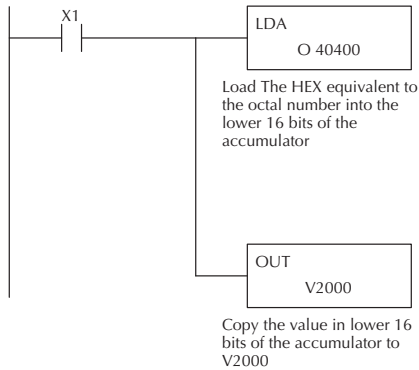 X1
LDA
O 40400
Load The HEX equivalent to
the octal number into the
lower 16 bits of the
accumulator
OUT
V2000
Copy the value in lower 16
bits of the accumulator to
V2000